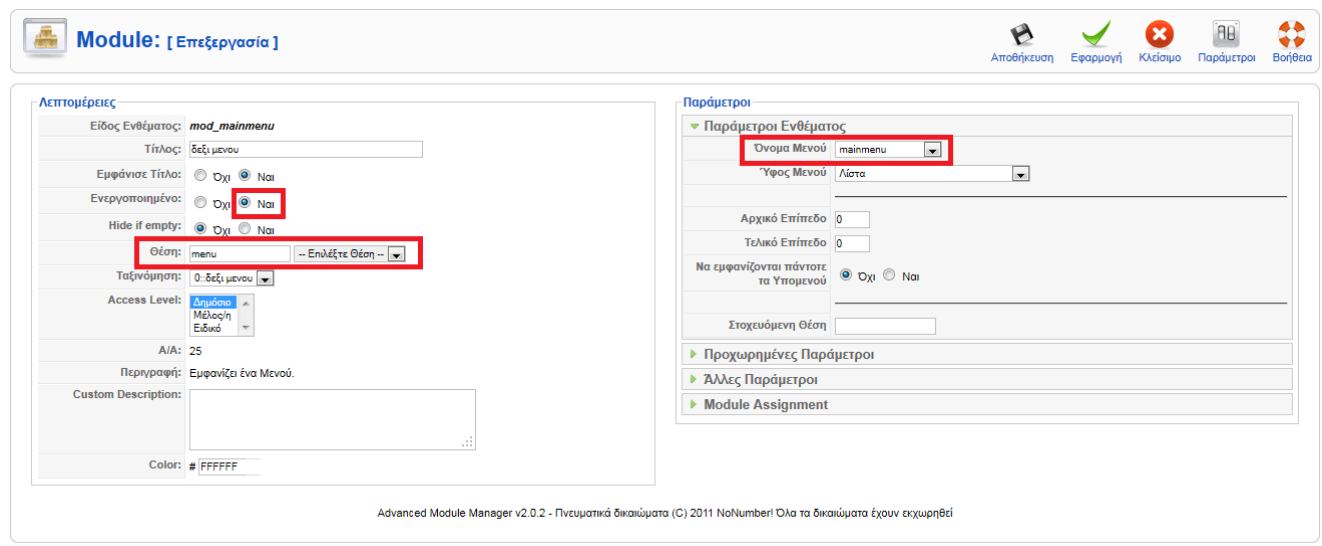 Module: [ Επεξεργασία ]
Αποθήκευση Εφαρμογή Κλείσιμο Παράμετροι Βοήθεια
Λεπτομέρειες
Είδος Ενθέματος: mod_mainmenu
Τίτλος: δεξι μενου
Εμφάνισε Τίτλο: Όχι Ναι
Ενεργοποιημένο: Όχι Ναι
Hide if empty: Όχι Ναι
Θέση: menu -- Επιλέξτε Θέση --
Ταξινόμηση: 0::δεξι μενου
Access Level: Δημόσιο
Μέλος/η
Ειδικό
Α/Α: 25
Περιγραφή: Εμφανίζει ένα Μενού.
Custom Description:
Color: # FFFFFF
Παράμετροι
Παράμετροι Ενθέματος
Όνομα Μενού mainmenu
Ύφος Μενού Λίστα
Αρχικό Επίπεδο 0
Τελικό Επίπεδο 0
Να εμφανίζονται πάντοτε
τα Υπομενού Όχι Ναι
Στοχευόμενη Θέση
Προχωρημένες Παράμετροι
Άλλες Παράμετροι
Module Assignment
Advanced Module Manager v2.0.2 - Πνευματικά δικαιώματα (C) 2011 NoNumber! Όλα τα δικαιώματα έχουν εκχωρηθεί